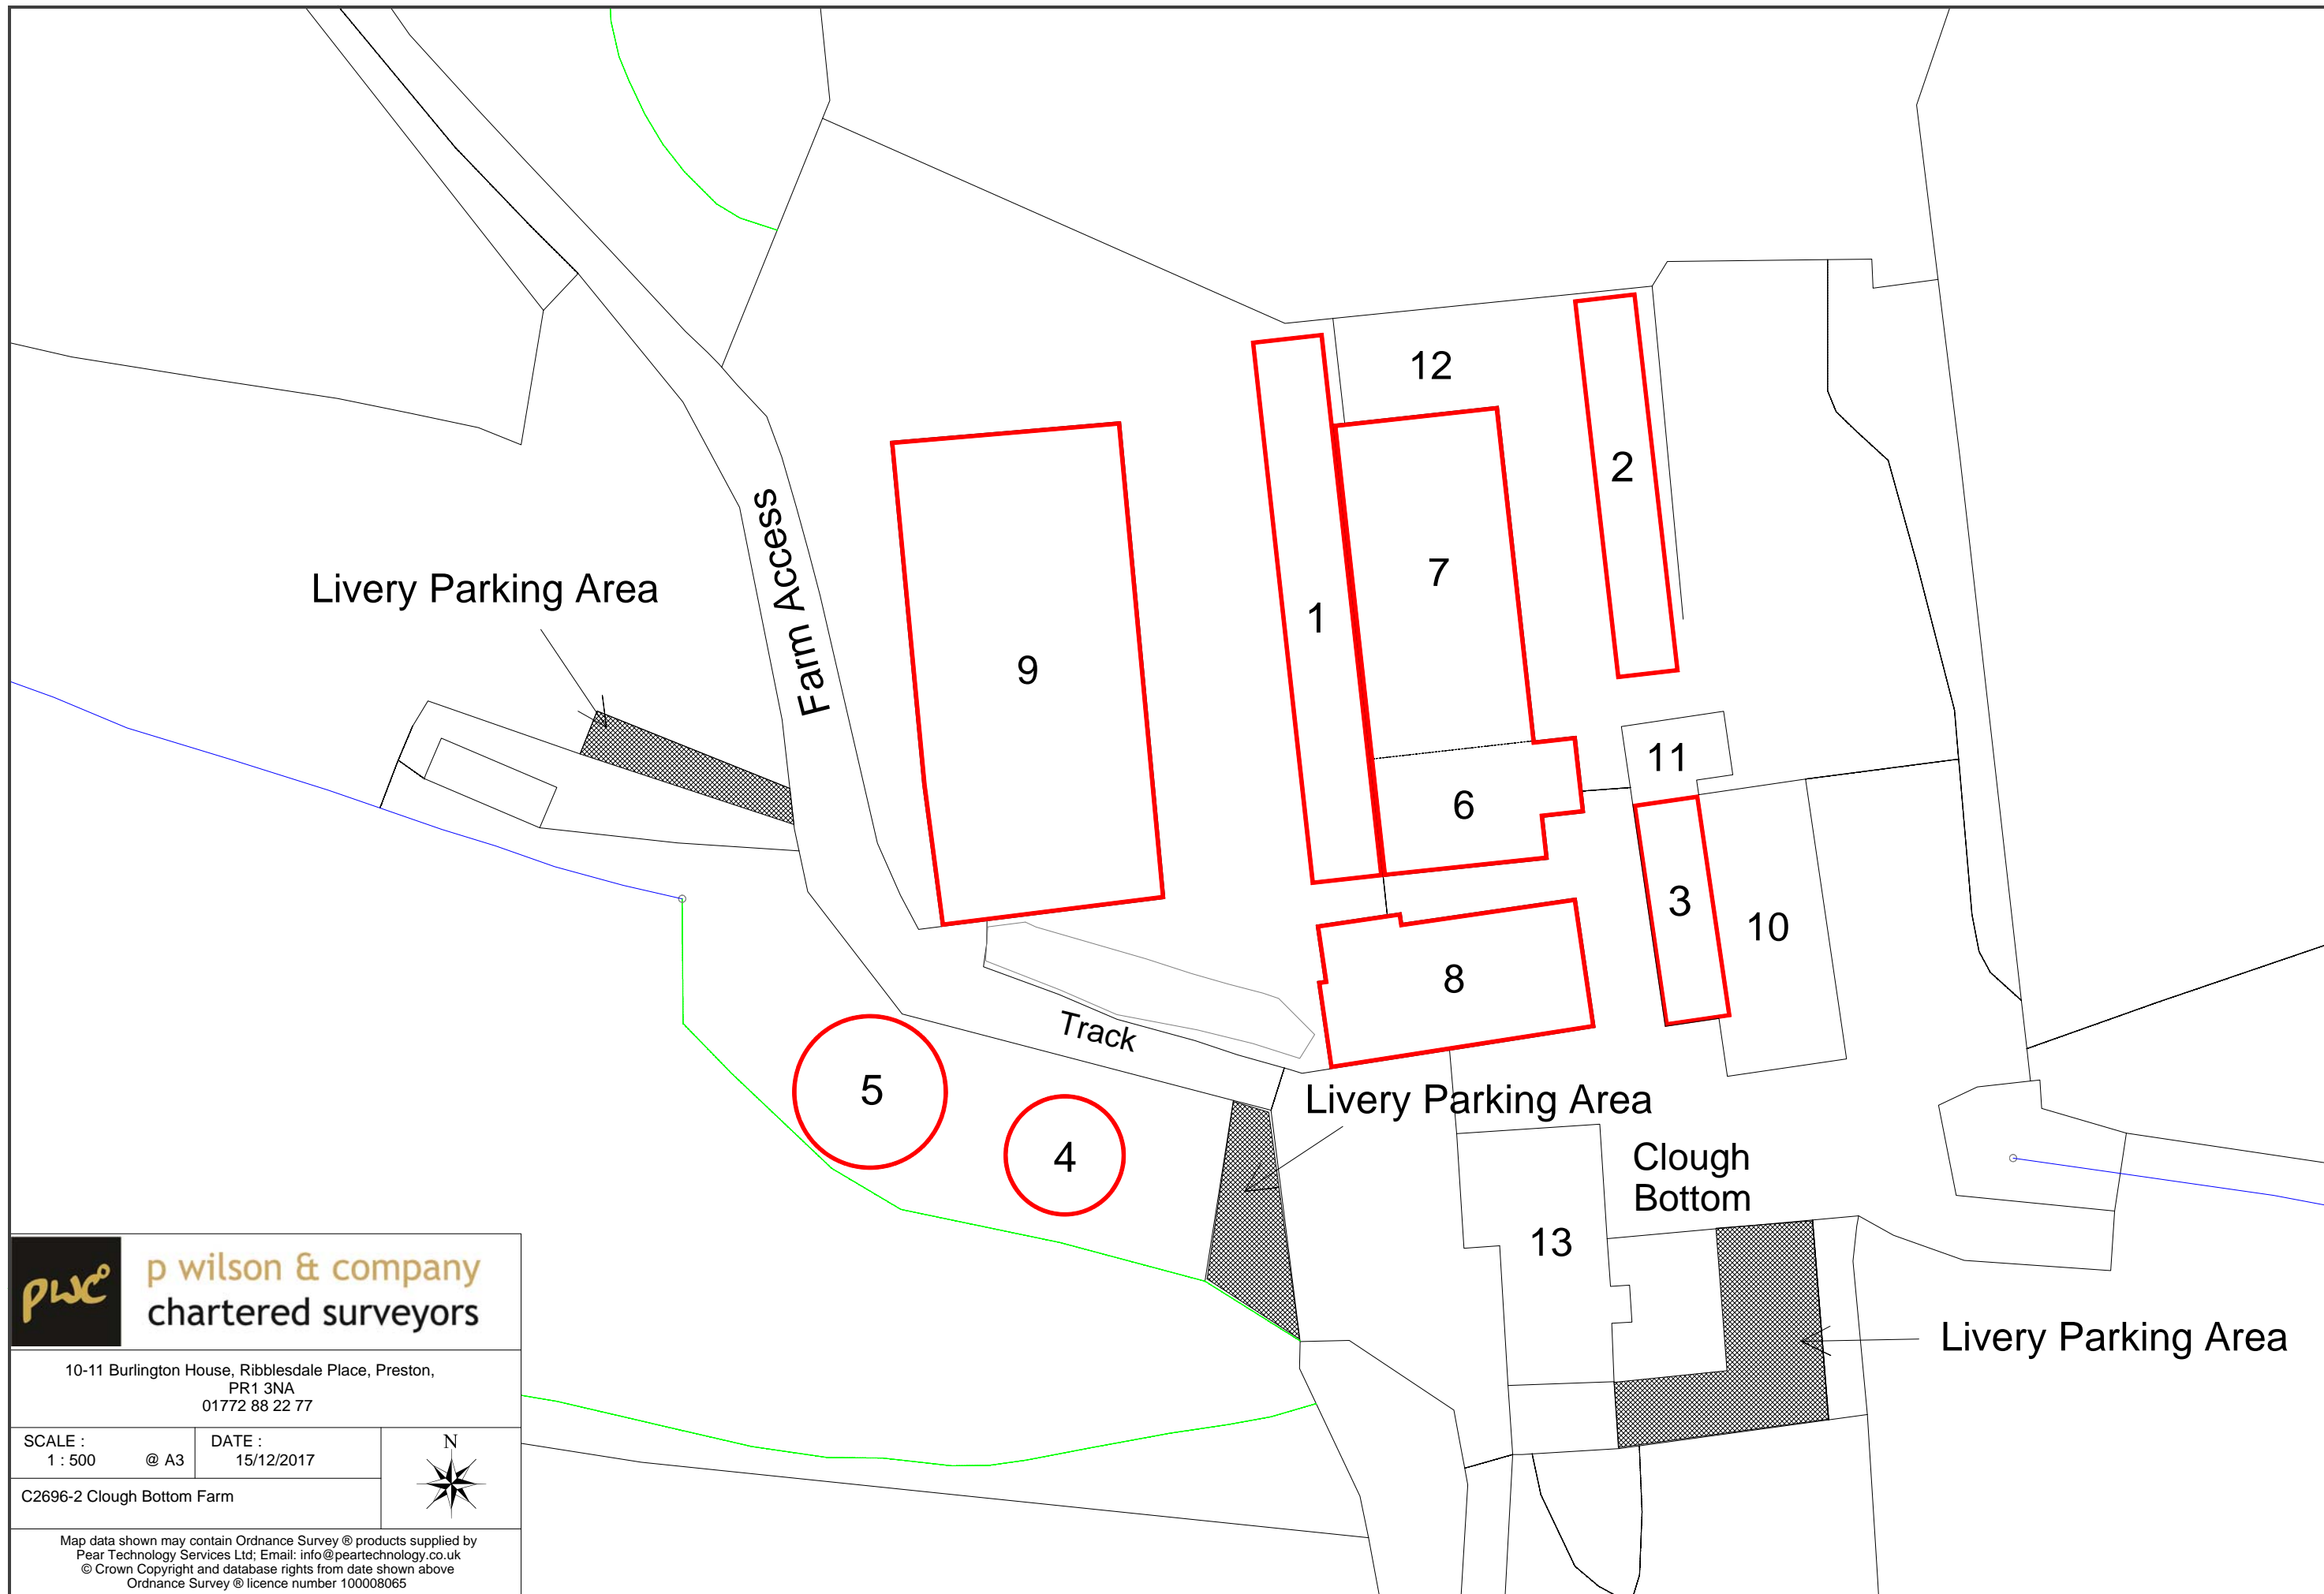 12
2
7
Farm Access
Livery Parking Area
1
9
11
6
3
10
8
Track
5
Livery Parking Area
4
Clough
Bottom
13
Livery Parking Area
pwco
p wilson & company
chartered surveyors
10-11 Burlington House, Ribblesdale Place, Preston,
PR1 3NA
01772 88 22 77
SCALE :
1 : 500 @ A3
DATE :
15/12/2017
N
C2696-2 Clough Bottom Farm
Map data shown may contain Ordnance Survey ® products supplied by
Pear Technology Services Ltd; Email: info@peartechnology.co.uk
© Crown Copyright and database rights from date shown above
Ordnance Survey ® licence number 100008065